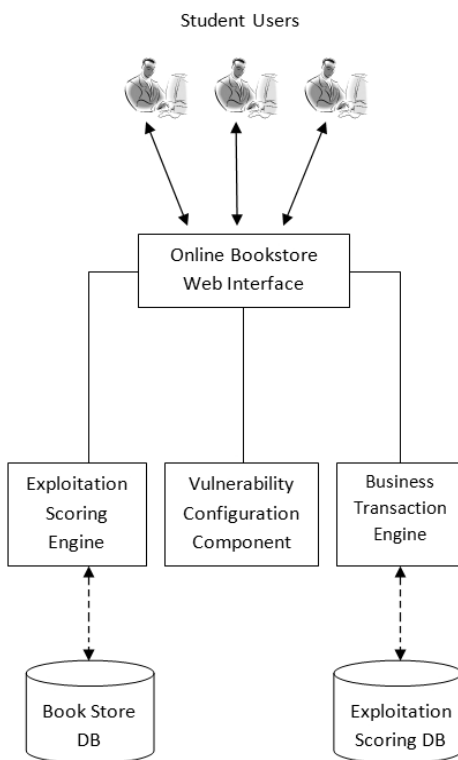 Student Users
Online Bookstore
Web Interface
Exploitation
Scoring
Engine
Vulnerability
Configuration
Component
Business
Transaction
Engine
Book Store
DB
Exploitation
Scoring DB